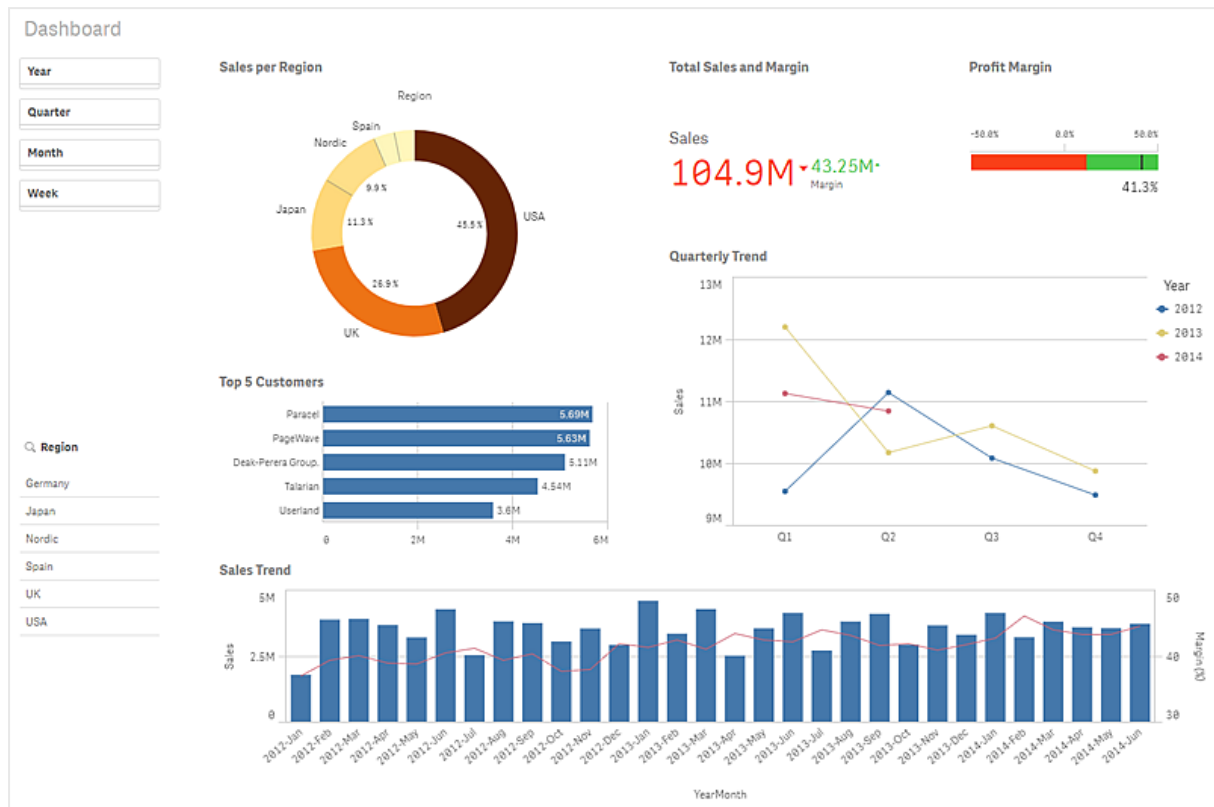 Dashboard
Year
Quarter
Month
Week
Region
Germany
Japan
Nordic
Spain
UK
USA
Sales per Region
Region
Spain
Nordic
Japan
UK
USA
9.9%
11.3%
26.9%
45.5%
Top 5 Customers
Paracel 5.69M
PageWave 5.63M
Deak-Perera Group. 5.11M
Talarian 4.54M
Userland 3.6M
0 2M 4M 6M
Total Sales and Margin
Sales
104.9M 43.25M
Margin
Profit Margin
-50.0% 0.0% 50.0%
41.3%
Quarterly Trend
13M
12M
11M
10M
9M
Sales
Q1 Q2 Q3 Q4
Year
2012
2013
2014
Sales Trend
5M
2.5M
0
Sales
50
40
30
Margin (%)
2012-Jan 2012-Feb 2012-Mar 2012-Apr 2012-May 2012-Jun 2012-Jul 2012-Aug 2012-Sep 2012-Oct 2012-Nov 2012-Dec 2013-Jan 2013-Feb 2013-Mar 2013-Apr 2013-May 2013-Jun 2013-Jul 2013-Aug 2013-Sep 2013-Oct 2013-Nov 2013-Dec 2014-Jan 2014-Feb 2014-Mar 2014-Apr 2014-May 2014-Jun
YearMonth